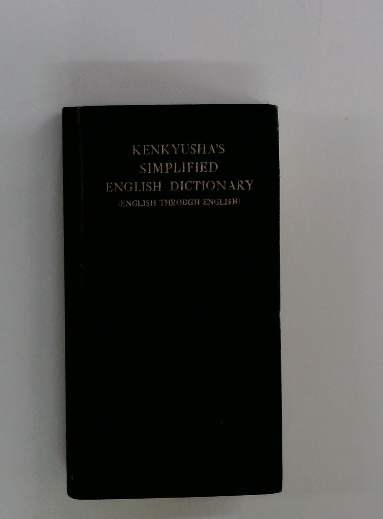 KENKYUSHA'S
SIMPLIFIED
ENGLISH DICTIONARY
(ENGLISH THROUGH ENGLISH)